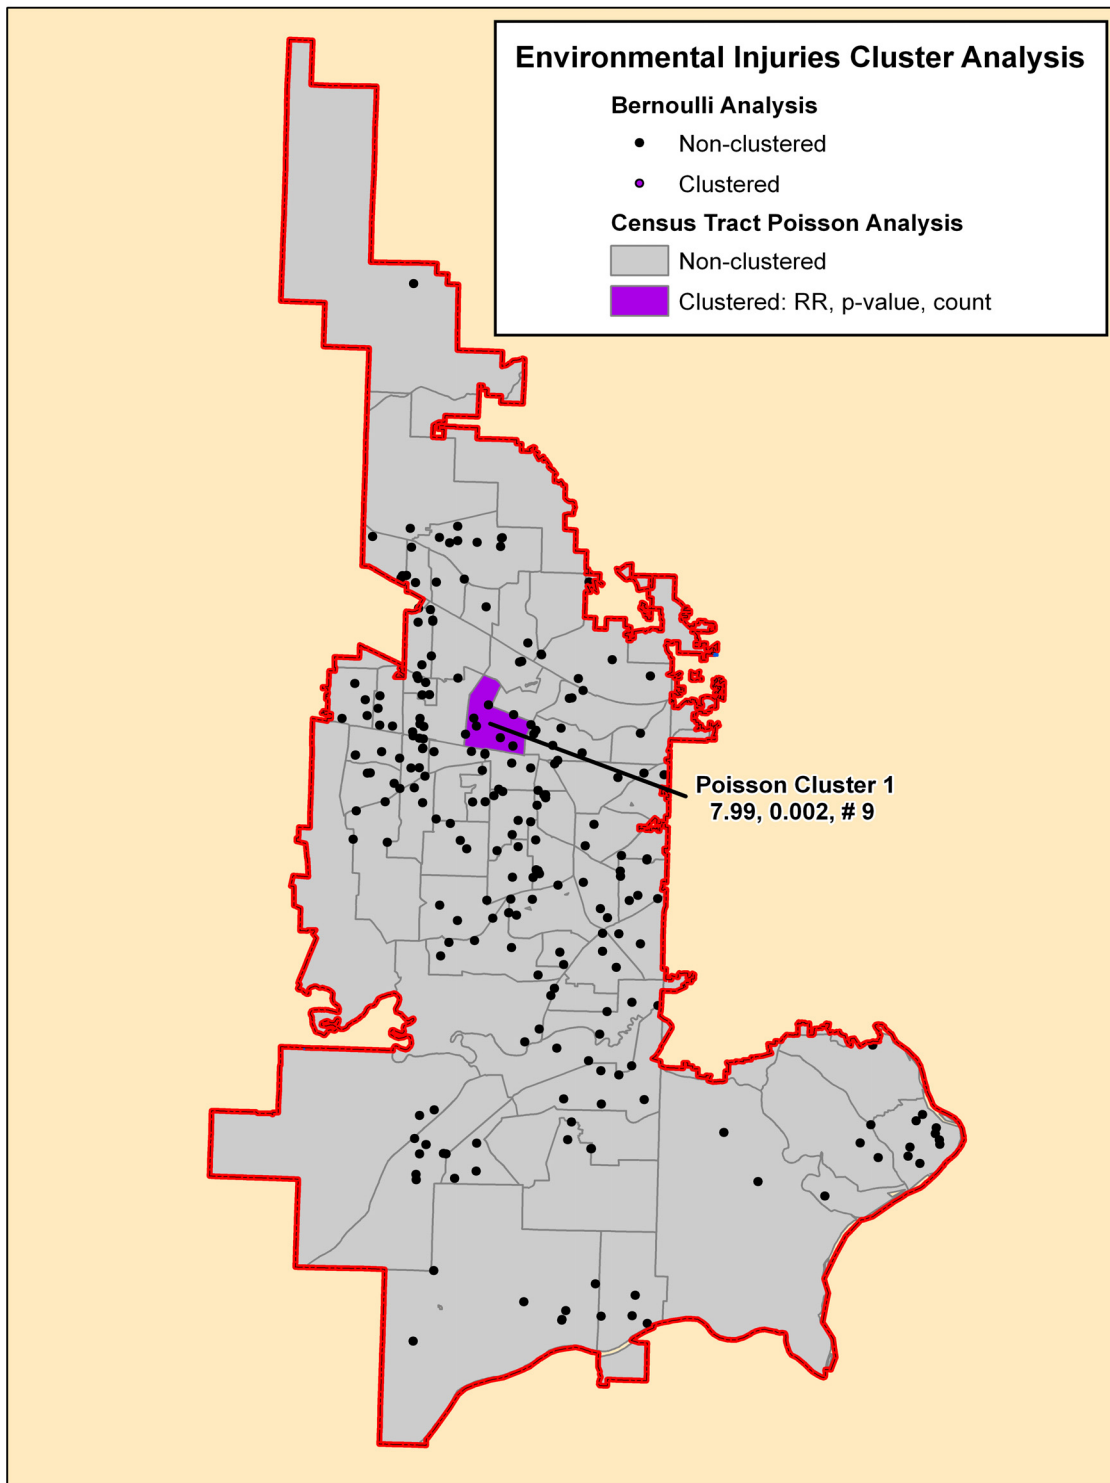 Environmental Injuries Cluster Analysis
Bernoulli Analysis
Non-clustered
Clustered
Census Tract Poisson Analysis
Non-clustered
Clustered: RR, p-value, count
Poisson Cluster 1
7.99, 0.002, # 9